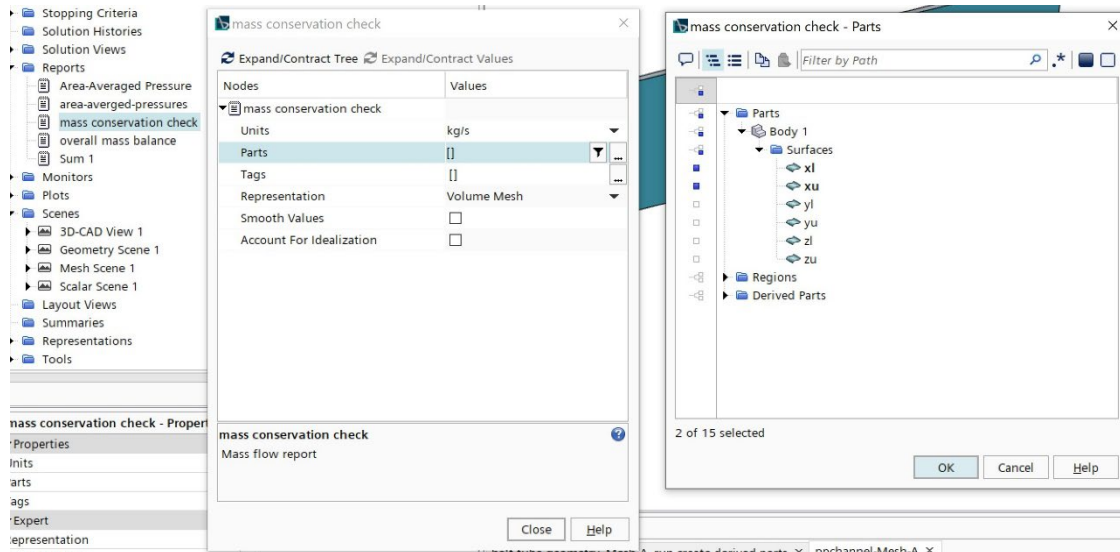 Stopping Criteria
Solution Histories
Solution Views
Reports
Area-Averaged Pressure
area-averged-pressures
mass conservation check
overall mass balance
Sum 1
Monitors
Plots
Scenes
3D-CAD View 1
Geometry Scene 1
Mesh Scene 1
Scalar Scene 1
Layout Views
Summaries
Representations
Tools
mass conservation check - Propert
Properties
Units
Parts
Tags
Expert
Representation
mass conservation check
Expand/Contract Tree Expand/Contract Values
Nodes Values
mass conservation check
Units kg/s
Parts []
Tags []
Representation Volume Mesh
Smooth Values
Account For Idealization
mass conservation check
Mass flow report
Close Help
mass conservation check - Parts
Filter by Path
Parts
Body 1
Surfaces
xl
xu
yl
yu
zl
zu
Regions
Derived Parts
2 of 15 selected
OK Cancel Help
ppchannel-Mesh-A